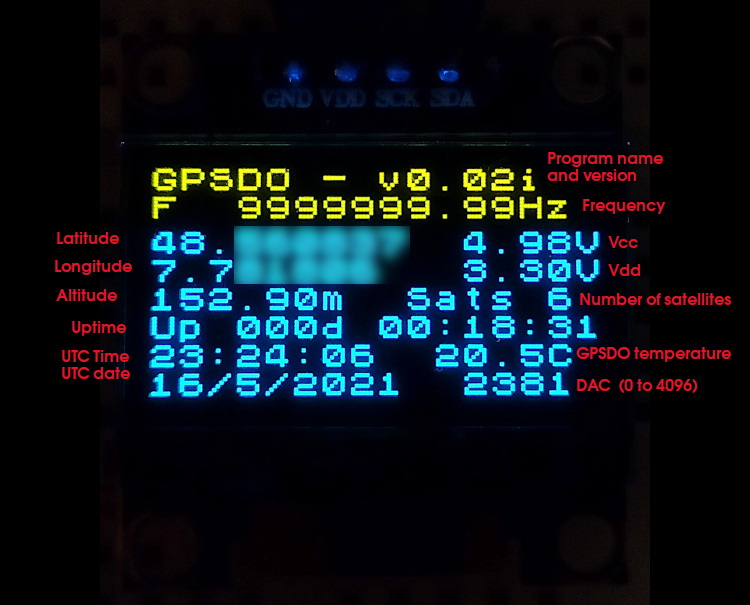 GND VDD SCK SDA
GPSDO - v0.02i
Program name
and version
F 9999999.99Hz
Frequency
Latitude
48.
4.98V
Vcc
Longitude
7.7
3.30V
Vdd
Altitude
152.90m Sats 6
Number of satellites
Uptime
Up 000d 00:18:31
UTC Time
23:24:06 20.5C
GPSDO temperature
UTC date
16/5/2021 2381
DAC (0 to 4096)